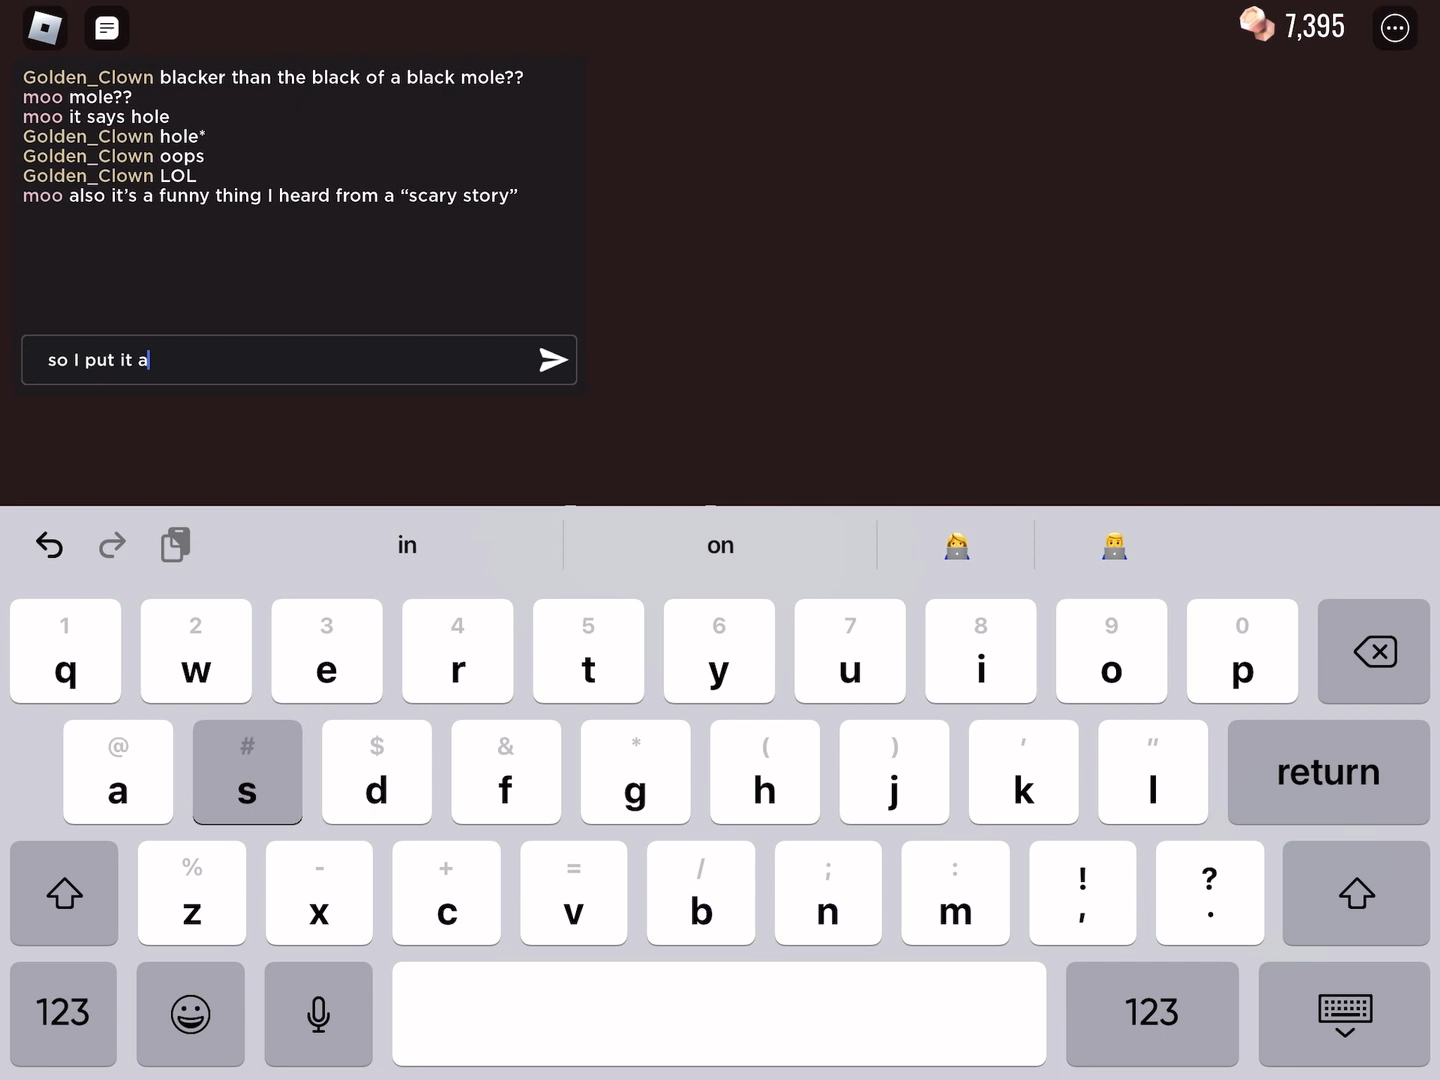 7,395
Golden_Clown blacker than the black of a black mole??
moo mole??
moo it says hole
Golden_Clown hole*
Golden_Clown oops
Golden_Clown LOL
moo also it’s a funny thing I heard from a “scary story”
so I put it a
in on
1 2 3 4 5 6 7 8 9 0
q w e r t y u i o p
@ # $ & * ( ) ' "
a s d f g h j k l return
% - + = / ; : ! ?
z x c v b n m , .
123 123